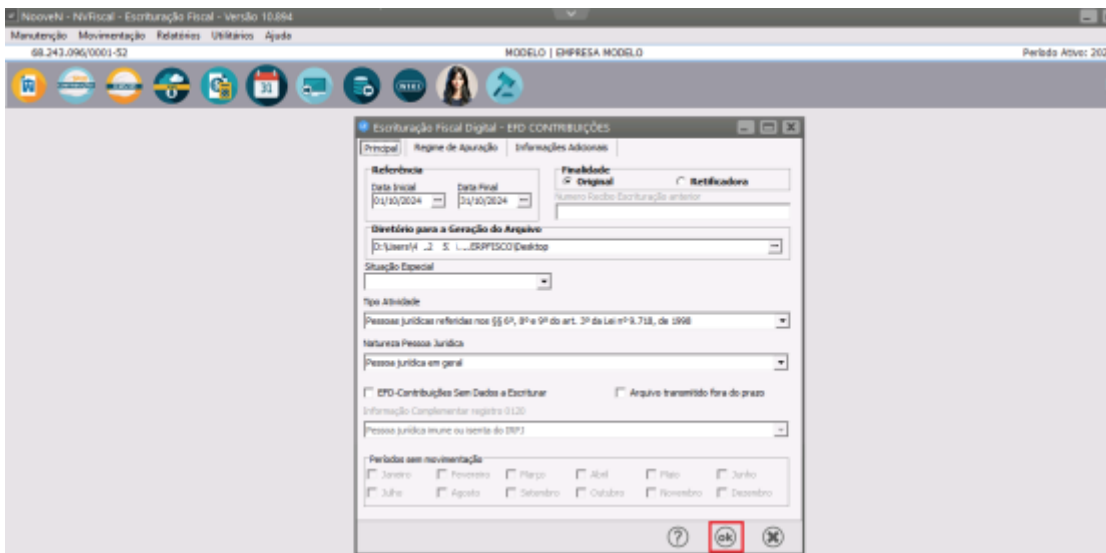 NooveN - NVFiscal - Escrituração Fiscal - Versão 10.894
Manutenção Movimentação Relatórios Utilitários Ajuda
68.243.096/0001-52 MODELO | EMPRESA MODELO Período Ativo: 202
31
Escrituração Fiscal Digital - EFD CONTRIBUIÇÕES
Principal Regime de Apuração Informações Adicionais
Referência Finalidade
Data Inicial Data Final Original Retificadora
01/10/2024 31/10/2024 Numero Recibo Escrituração anterior
Diretório para a Geração do Arquivo
ERPFISCO\Desktop
Situação Especial
Tipo Atividade
Pessoas jurídicas referidas nos §§ 6º, 8º e 9º do art. 3º da Lei nº 9.718, de 1998
Natureza Pessoa Jurídica
Pessoa jurídica em geral
EFD-Contribuições Sem Dados a Escriturar Arquivo transmitido fora do prazo
Informação Complementar registro 0120
Pessoa jurídica imune ou isenta do IRPJ
Períodos sem movimentação
Janeiro Fevereiro Março Abril Maio Junho
Julho Agosto Setembro Outubro Novembro Dezembro
? ok